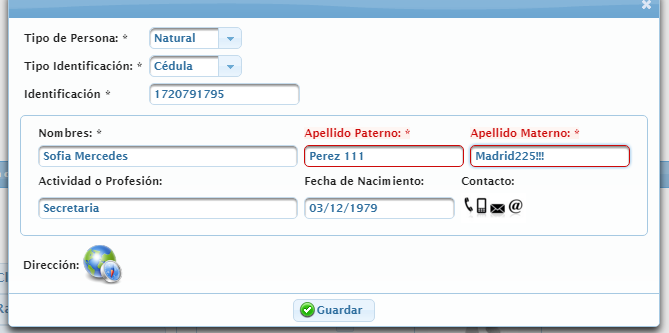 Tipo de Persona: * Natural
Tipo Identificación: * Cédula
Identificación * 1720791795
Nombres: * Apellido Paterno: * Apellido Materno: *
Sofia Mercedes Perez 111 Madrid225!!!
Actividad o Profesión: Fecha de Nacimiento: Contacto:
Secretaria 03/12/1979 @
Dirección:
Guardar